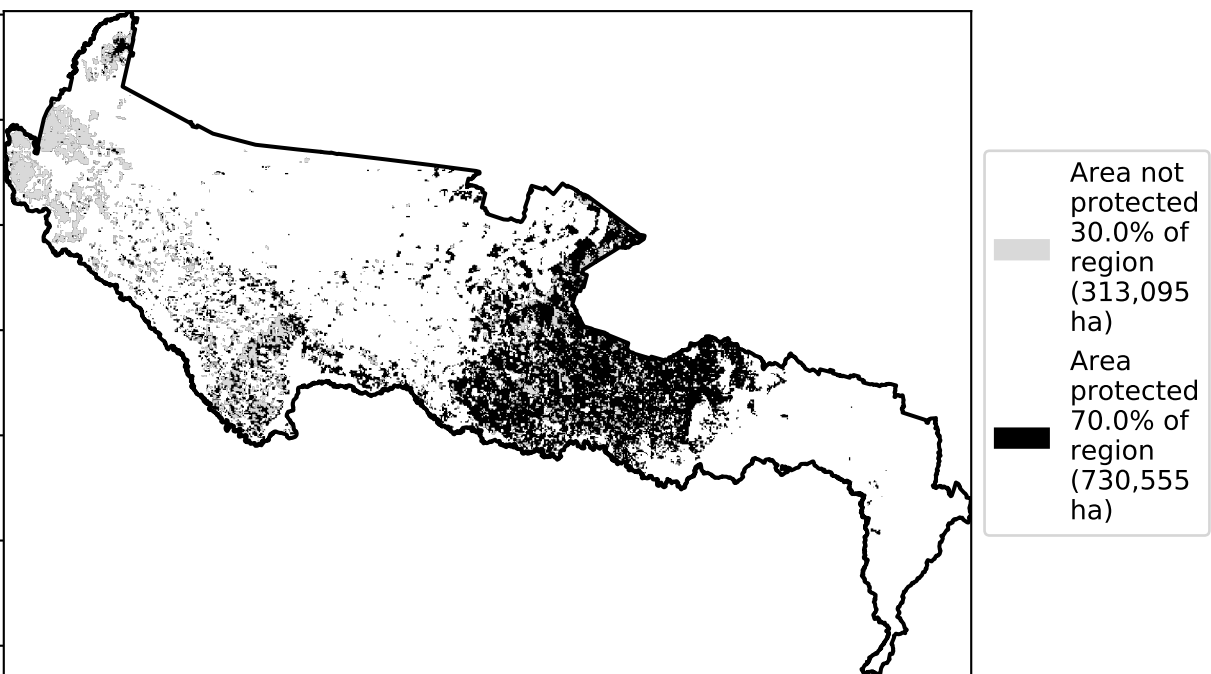 Area not
protected
30.0% of
region
(313,095
ha)
Area
protected
70.0% of
region
(730,555
ha)